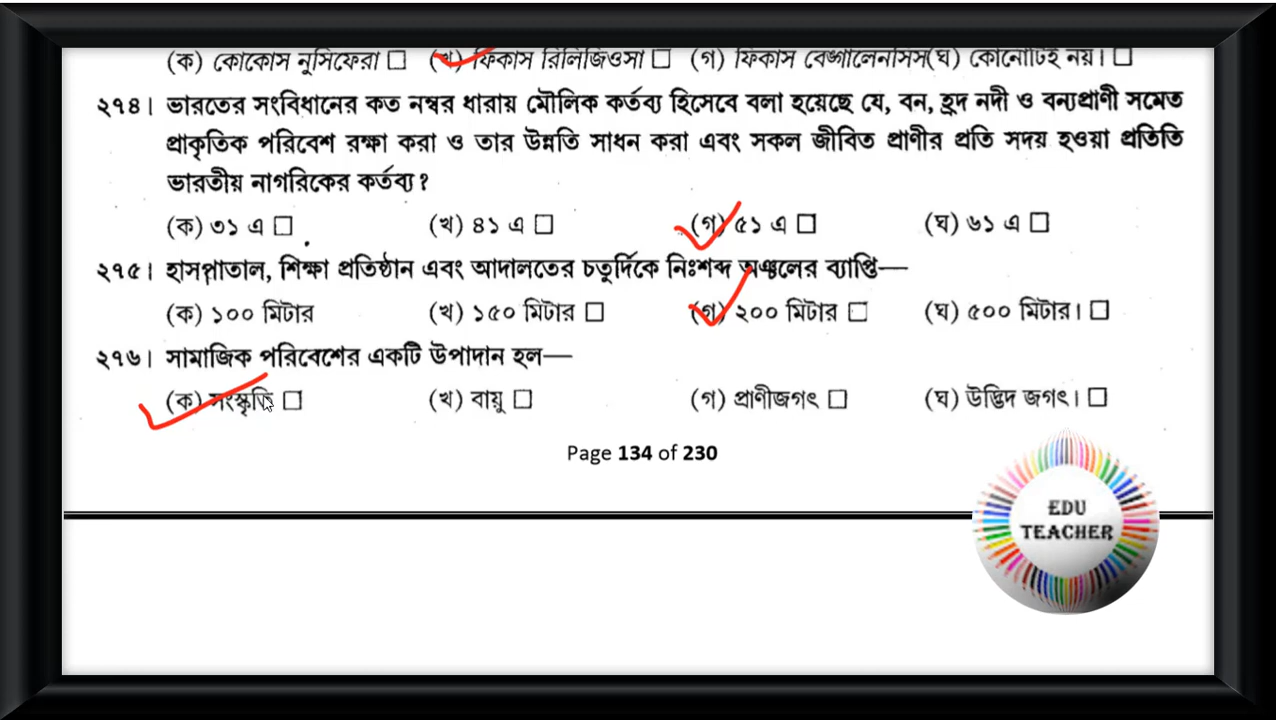 (ক) কোকোস নুসিফেরা □ (খ) ফিকাস রিলিজিওসা □ (গ) ফিকাস বেঙ্গালেনসিস(ঘ) কোনোটিই নয়। □
২৭৪। ভারতের সংবিধানের কত নম্বর ধারায় মৌলিক কর্তব্য হিসেবে বলা হয়েছে যে, বন, হ্রদ নদী ও বন্যপ্রাণী সমেত
প্রাকৃতিক পরিবেশ রক্ষা করা ও তার উন্নতি সাধন করা এবং সকল জীবিত প্রাণীর প্রতি সদয় হওয়া প্রতিতি
ভারতীয় নাগরিকের কর্তব্য?
(ক) ৩১ এ □ (খ) ৪১ এ □ (গ) ৫১ এ □ (ঘ) ৬১ এ □
২৭৫। হাসপাতাল, শিক্ষা প্রতিষ্ঠান এবং আদালতের চতুর্দিকে নিঃশব্দ অঞ্চলের ব্যাপ্তি—
(ক) ১০০ মিটার (খ) ১৫০ মিটার □ (গ) ২০০ মিটার □ (ঘ) ৫০০ মিটার। □
২৭৬। সামাজিক পরিবেশের একটি উপাদান হল—
(ক) সংস্কৃতি □ (খ) বায়ু □ (গ) প্রাণীজগৎ □ (ঘ) উদ্ভিদ জগৎ। □
Page 134 of 230
EDU
TEACHER